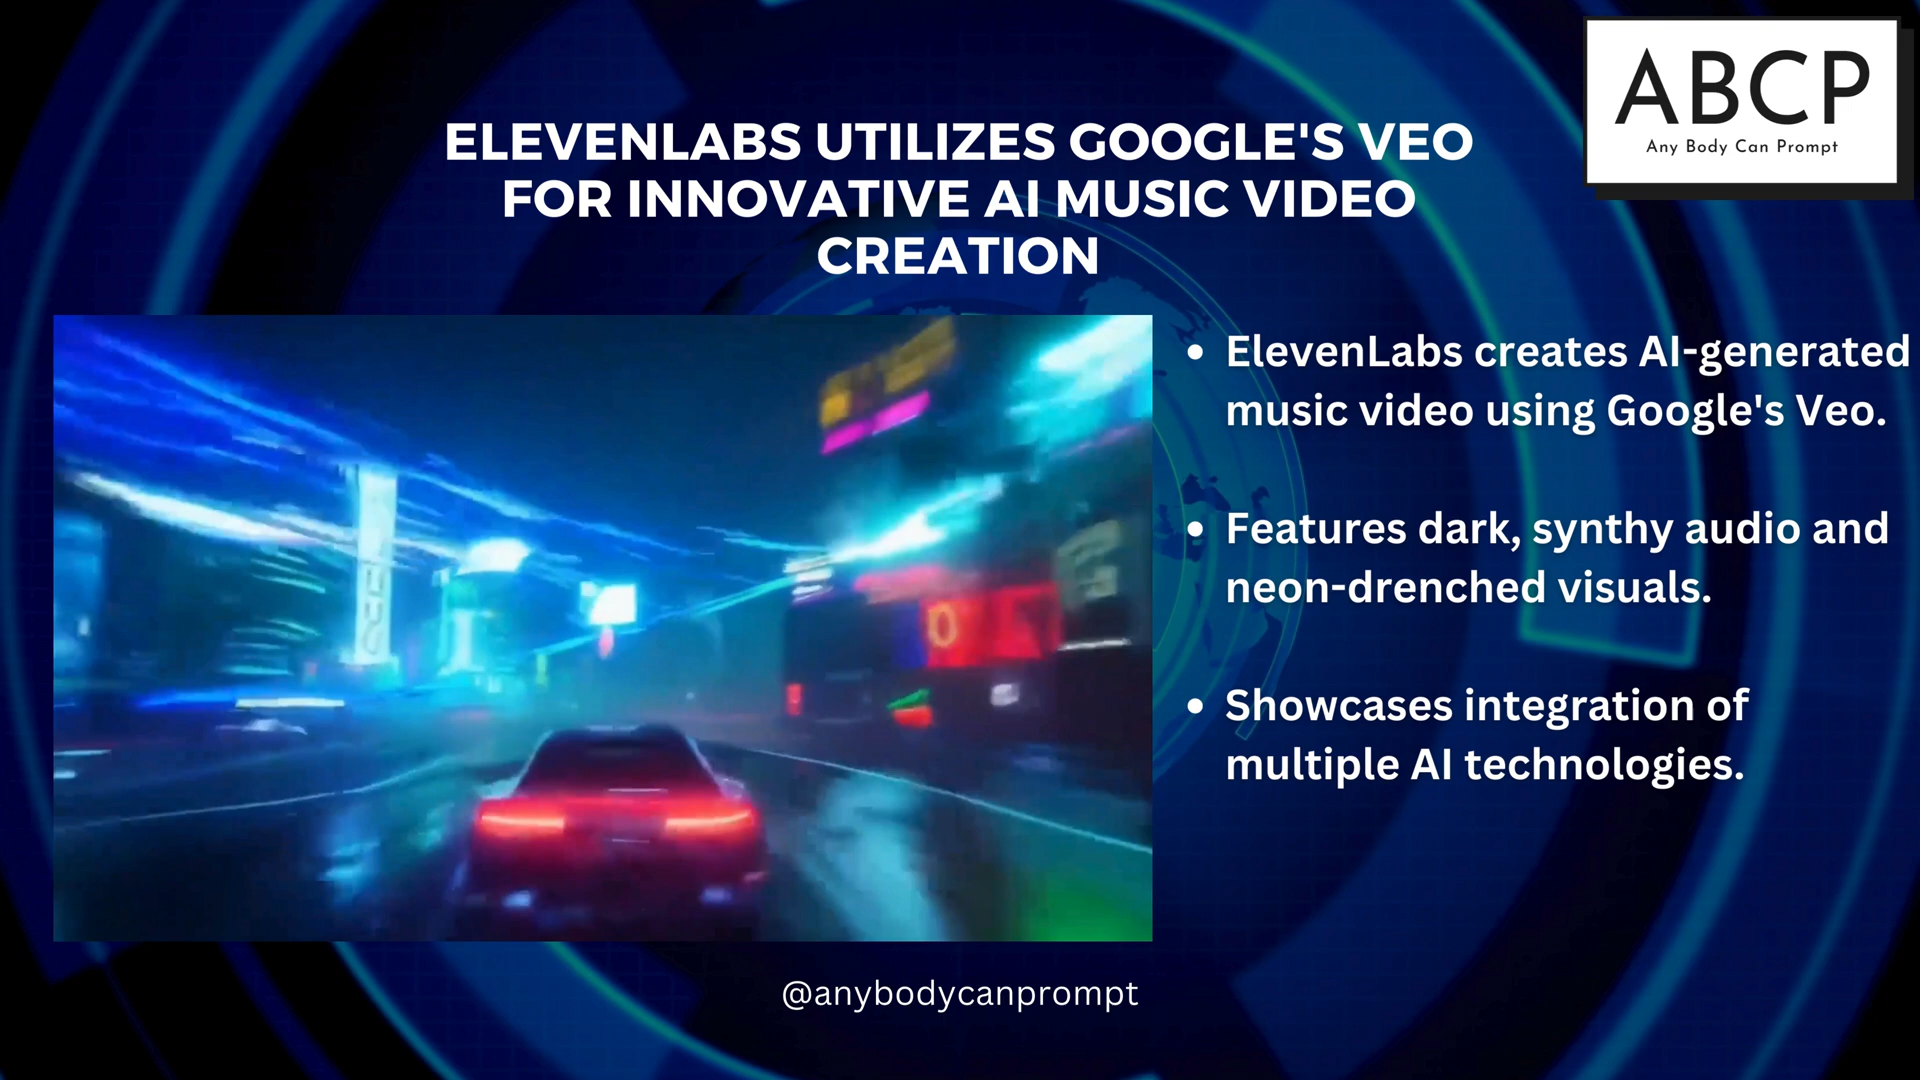 ABCP
Any Body Can Prompt
ELEVENLABS UTILIZES GOOGLE'S VEO
FOR INNOVATIVE AI MUSIC VIDEO
CREATION
• ElevenLabs creates AI-generated
music video using Google's Veo.
• Features dark, synthy audio and
neon-drenched visuals.
• Showcases integration of
multiple AI technologies.
@anybodycanprompt